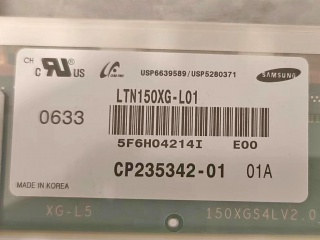 CH
C UR US
USP6639589/USP5280371
SAMSUNG
LTN150XG-L01
0633
5F6H04214I E00
CP235342-01 01A
MADE IN KOREA
XG-L5
150XGS4LV2.0